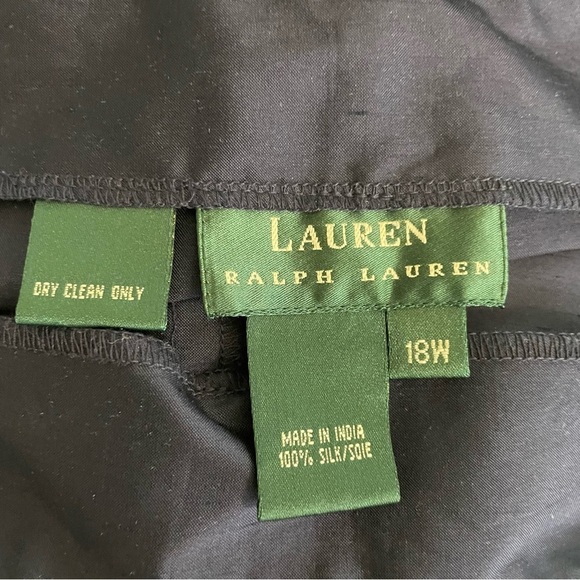 DRY CLEAN ONLY
LAUREN
RALPH LAUREN
18W
MADE IN INDIA
100% SILK/SOIE